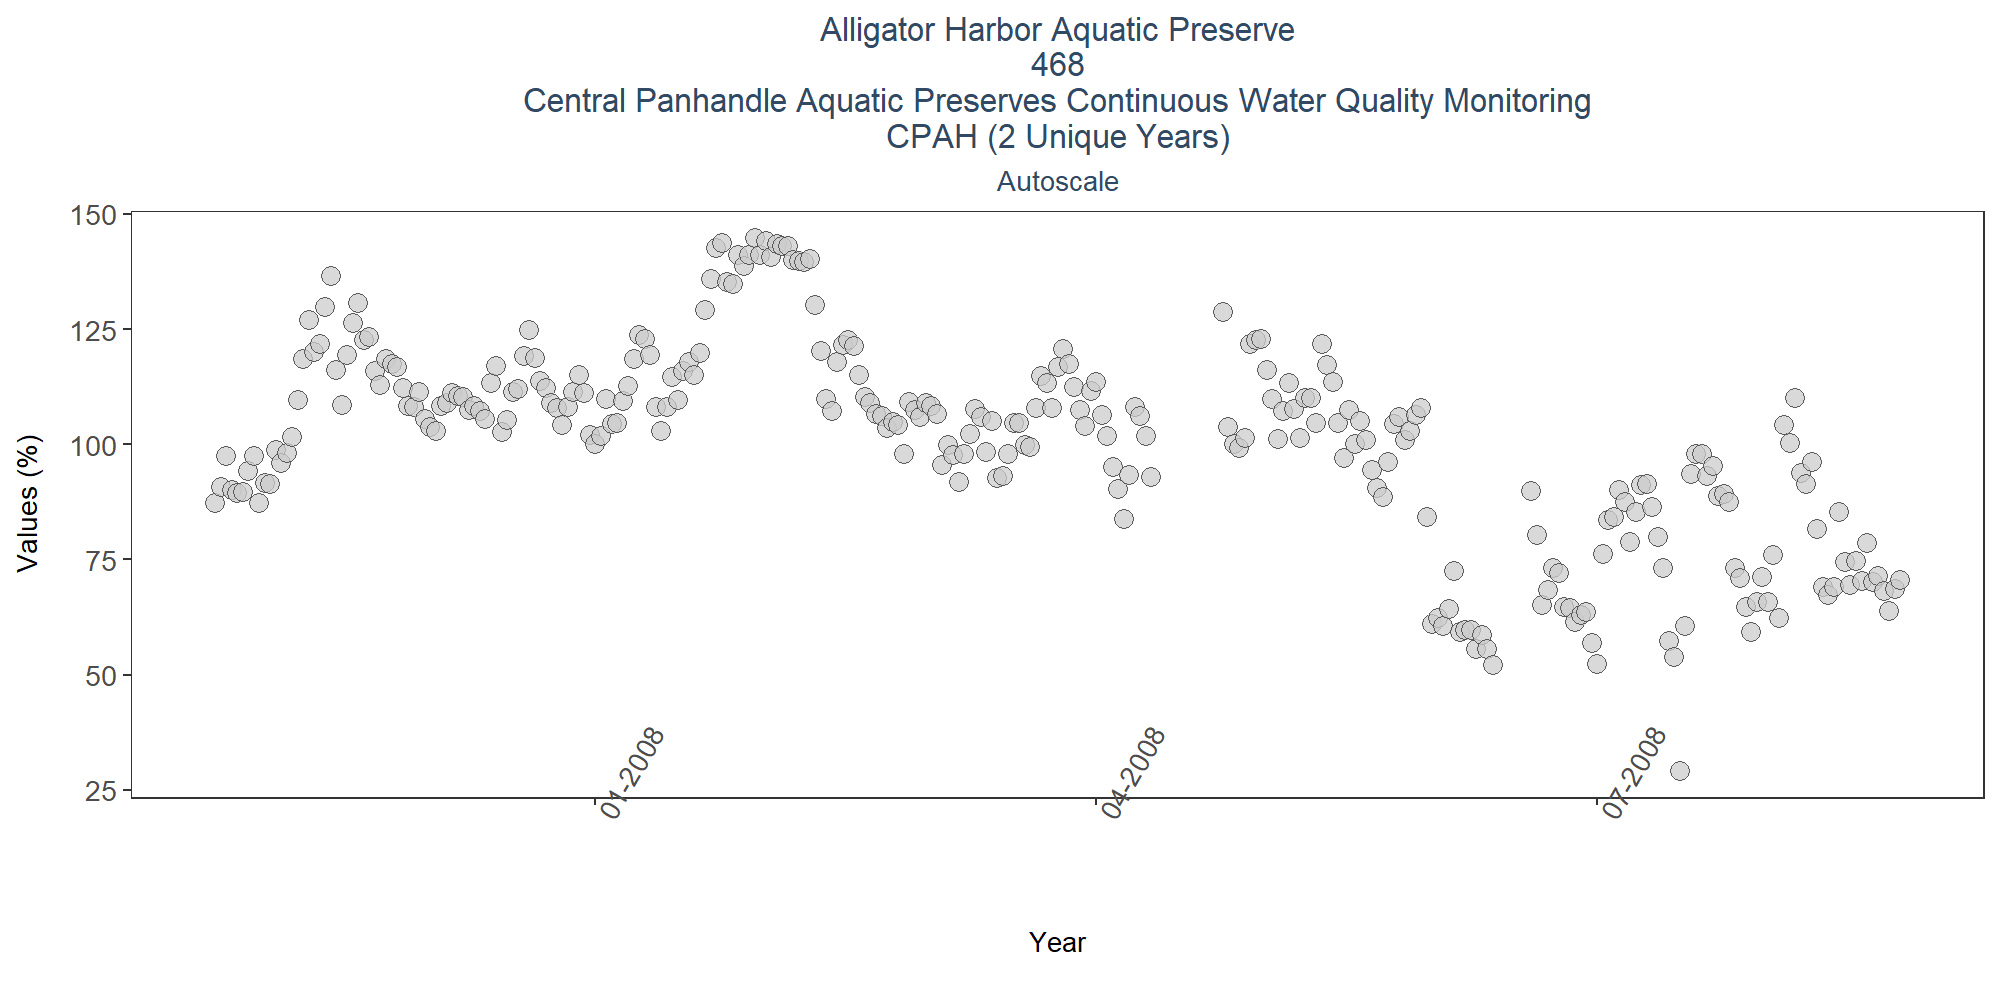 Alligator Harbor Aquatic Preserve
468
Central Panhandle Aquatic Preserves Continuous Water Quality Monitoring
CPAH (2 Unique Years)
Autoscale
150
125
100
75
50
25
Values (%)
01-2008
04-2008
07-2008
Year